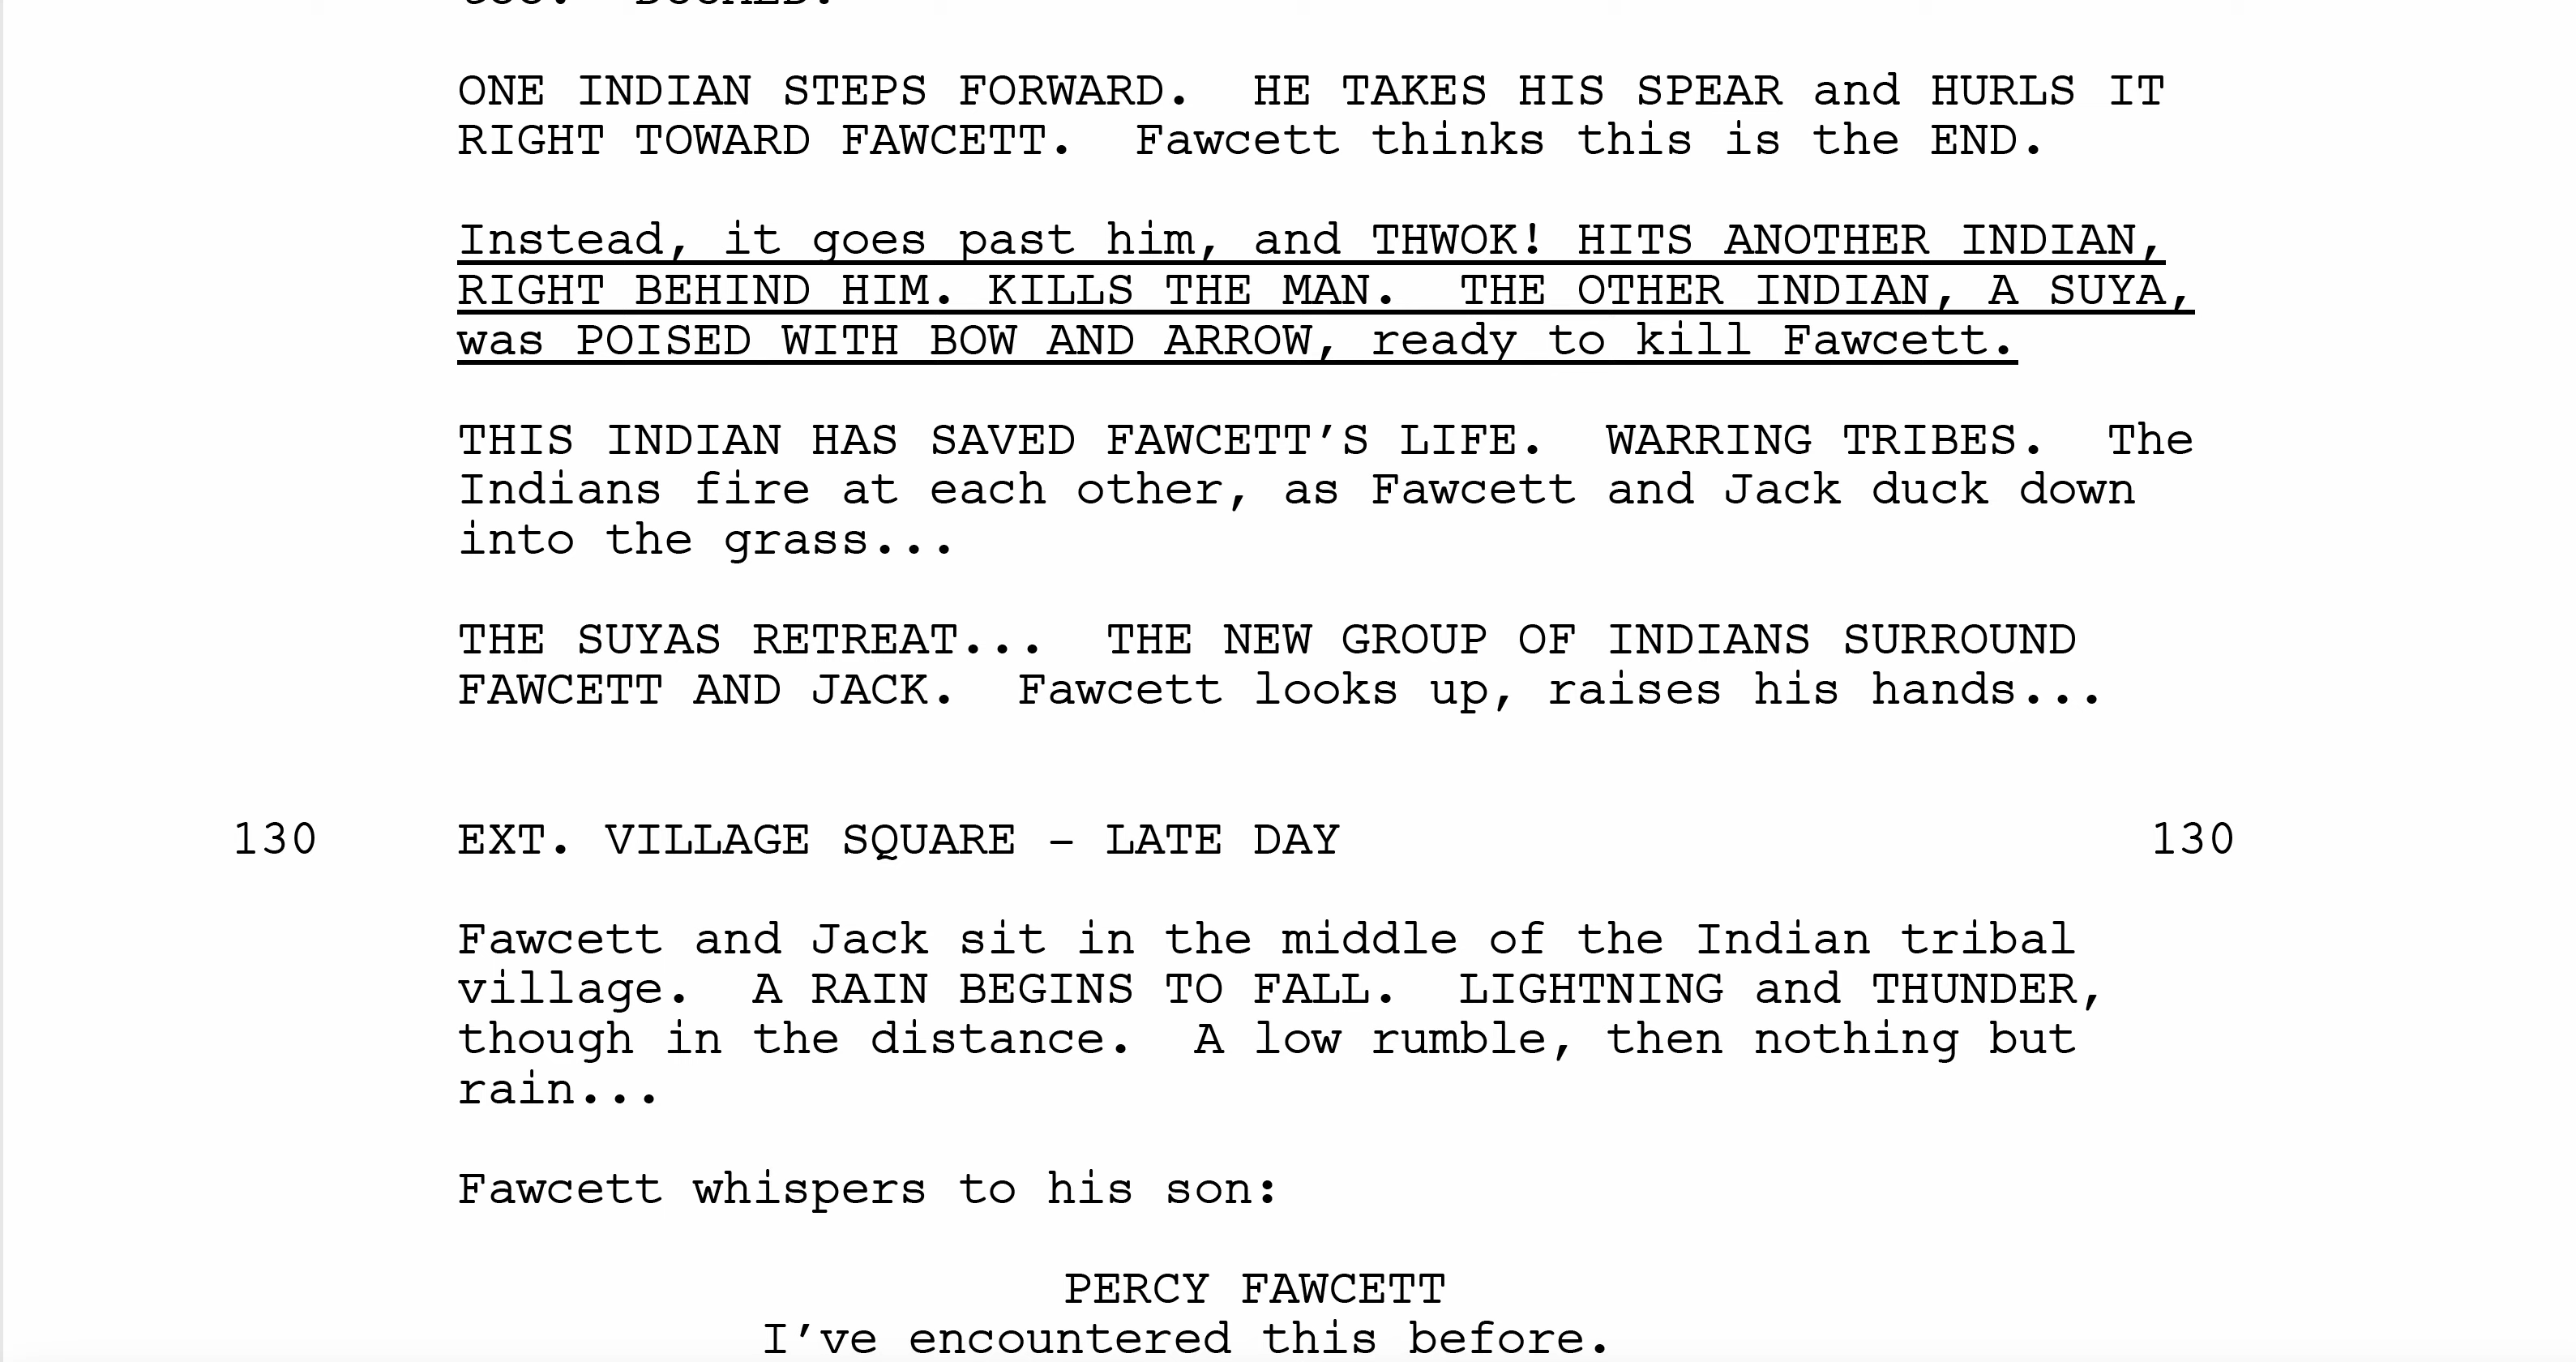 ONE INDIAN STEPS FORWARD.  HE TAKES HIS SPEAR and HURLS IT
RIGHT TOWARD FAWCETT.  Fawcett thinks this is the END.
Instead, it goes past him, and THWOK! HITS ANOTHER INDIAN,
RIGHT BEHIND HIM. KILLS THE MAN.  THE OTHER INDIAN, A SUYA,
was POISED WITH BOW AND ARROW, ready to kill Fawcett.
THIS INDIAN HAS SAVED FAWCETT’S LIFE.  WARRING TRIBES.  The
Indians fire at each other, as Fawcett and Jack duck down
into the grass...
THE SUYAS RETREAT...  THE NEW GROUP OF INDIANS SURROUND
FAWCETT AND JACK.  Fawcett looks up, raises his hands...
130 EXT. VILLAGE SQUARE – LATE DAY 130
Fawcett and Jack sit in the middle of the Indian tribal
village.  A RAIN BEGINS TO FALL.  LIGHTNING and THUNDER,
though in the distance.  A low rumble, then nothing but
rain...
Fawcett whispers to his son:
PERCY FAWCETT
I’ve encountered this before.